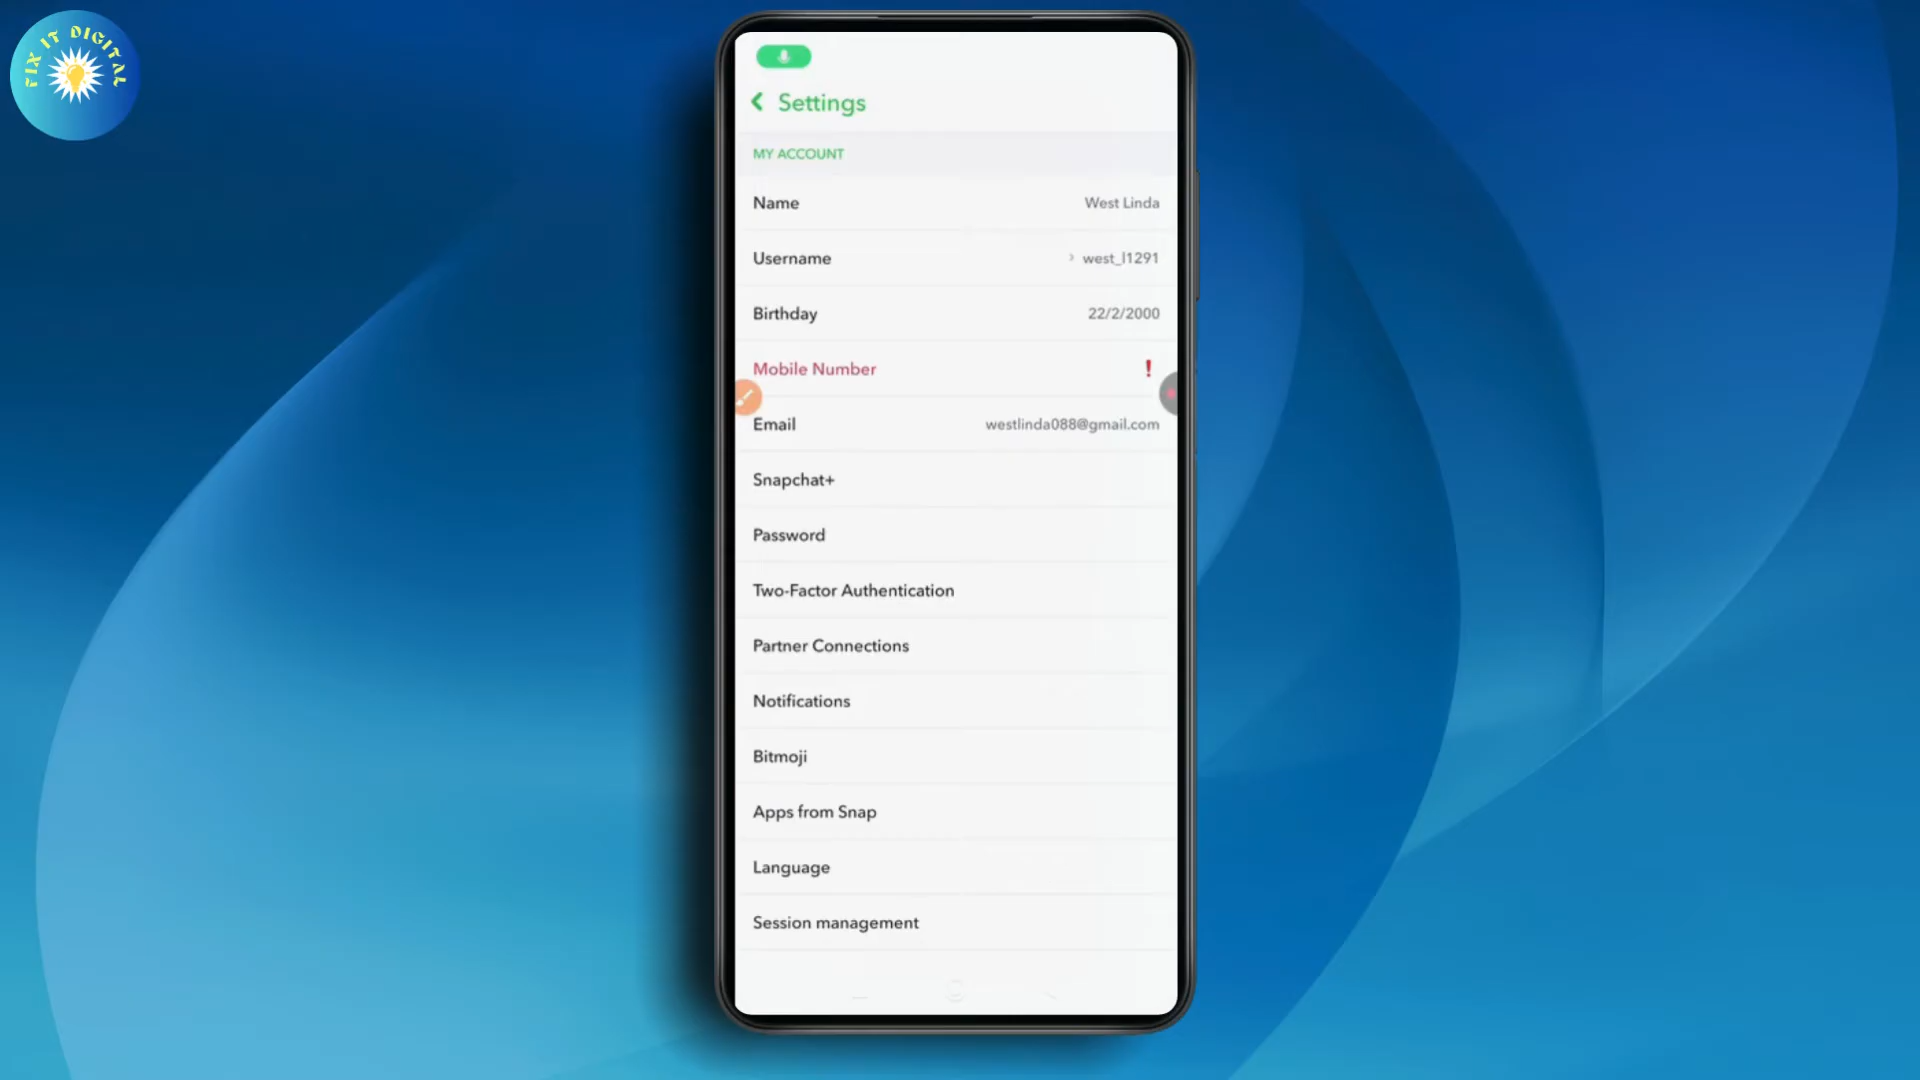 FIX IT DIGITAL
Settings
MY ACCOUNT
Name West Linda
Username › west_l1291
Birthday 22/2/2000
Mobile Number !
Email westlinda088@gmail.com
Snapchat+
Password
Two-Factor Authentication
Partner Connections
Notifications
Bitmoji
Apps from Snap
Language
Session management